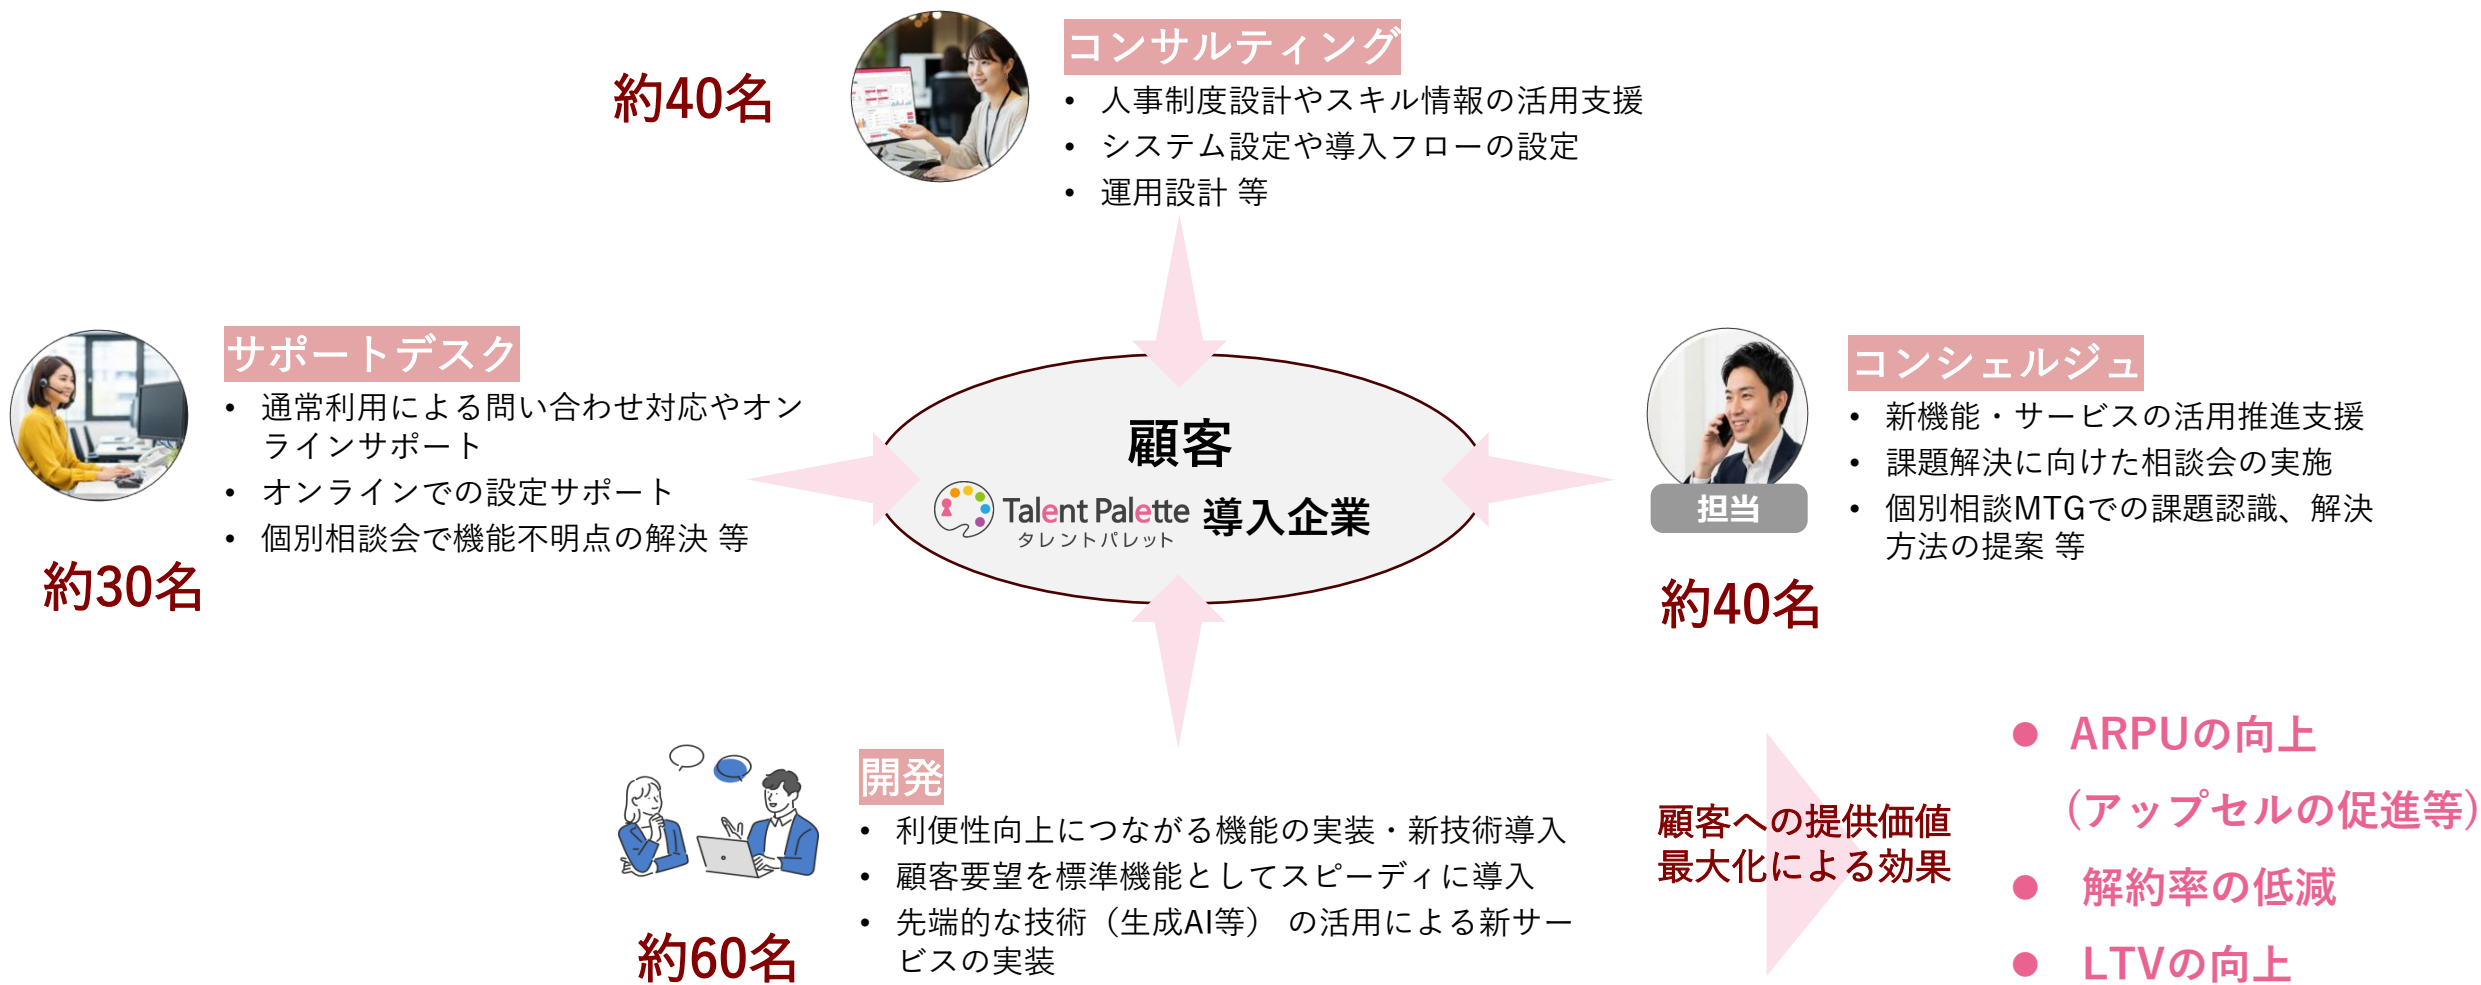 約40名
コンサルティング
• 人事制度設計やスキル情報の活用支援
• システム設定や導入フローの設定
• 運用設計 等
サポートデスク
• 通常利用による問い合わせ対応やオン
ラインサポート
• オンラインでの設定サポート
• 個別相談会で機能不明点の解決 等
約30名
顧客
Talent Palette 導入企業
タレントパレット
担当
コンシェルジュ
• 新機能・サービスの活用推進支援
• 課題解決に向けた相談会の実施
• 個別相談MTGでの課題認識、解決
方法の提案 等
約40名
開発
• 利便性向上につながる機能の実装・新技術導入
• 顧客要望を標準機能としてスピーディに導入
• 先端的な技術（生成AI等） の活用による新サー
ビスの実装
約60名
顧客への提供価値
最大化による効果
● ARPUの向上
(アップセルの促進等)
● 解約率の低減
● LTVの向上